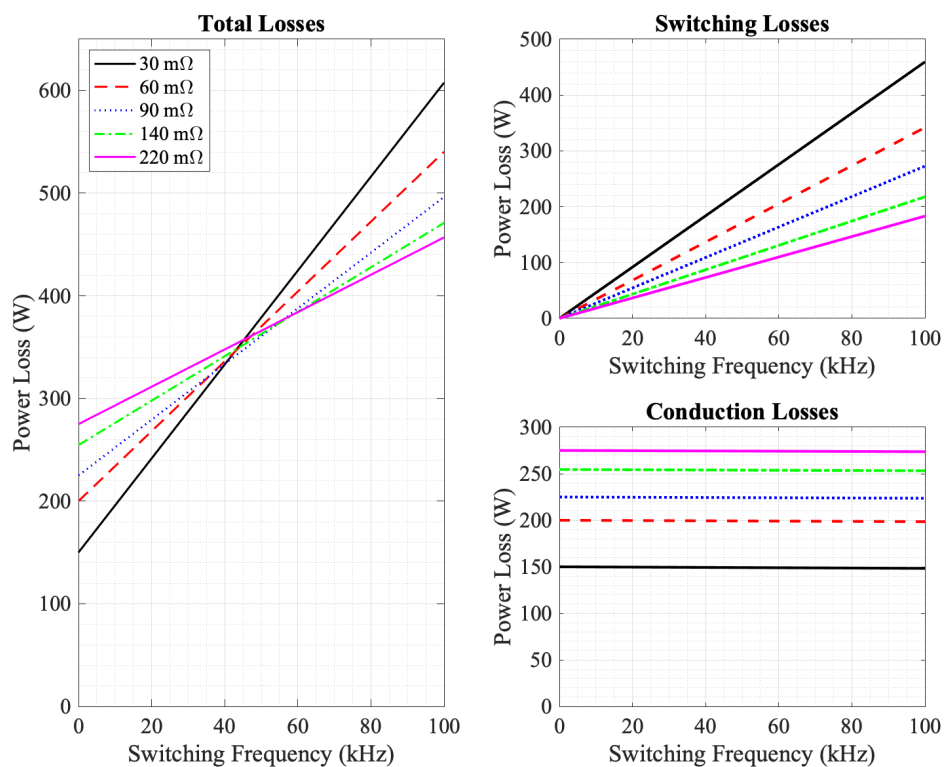 Total Losses
Power Loss (W)
600
500
400
300
200
100
0
30 mΩ
60 mΩ
90 mΩ
140 mΩ
220 mΩ
0 20 40 60 80 100
Switching Frequency (kHz)
Switching Losses
Power Loss (W)
500
400
300
200
100
0
0 20 40 60 80 100
Switching Frequency (kHz)
Conduction Losses
Power Loss (W)
300
250
200
150
100
50
0
0 20 40 60 80 100
Switching Frequency (kHz)